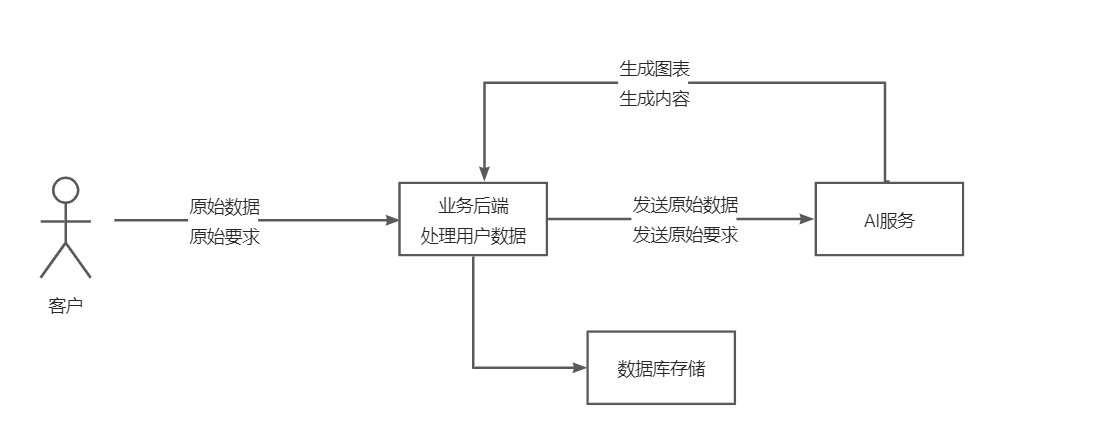 生成图表
生成内容
原始数据
原始要求
业务后端
处理用户数据
发送原始数据
发送原始要求
AI服务
客户
数据库存储